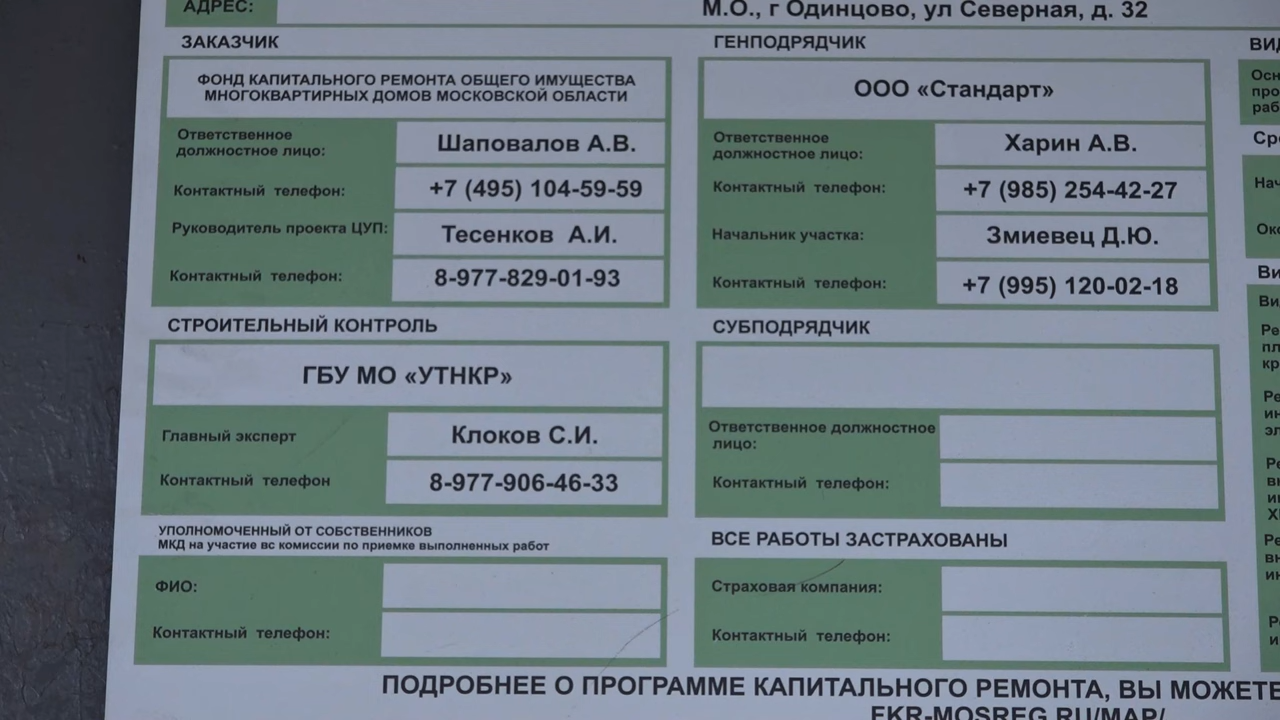 АДРЕС:
М.О., г Одинцово, ул Северная, д. 32
ЗАКАЗЧИК
ФОНД КАПИТАЛЬНОГО РЕМОНТА ОБЩЕГО ИМУЩЕСТВА
МНОГОКВАРТИРНЫХ ДОМОВ МОСКОВСКОЙ ОБЛАСТИ
Ответственное
должностное лицо:
Шаповалов А.В.
Контактный телефон:
+7 (495) 104-59-59
Руководитель проекта ЦУП:
Тесенков А.И.
Контактный телефон:
8-977-829-01-93
ГЕНПОДРЯДЧИК
ООО «Стандарт»
Ответственное
должностное лицо:
Харин А.В.
Контактный телефон:
+7 (985) 254-42-27
Начальник участка:
Змиевец Д.Ю.
Контактный телефон:
+7 (995) 120-02-18
СТРОИТЕЛЬНЫЙ КОНТРОЛЬ
ГБУ МО «УТНКР»
Главный эксперт
Клоков С.И.
Контактный телефон
8-977-906-46-33
СУБПОДРЯДЧИК
Ответственное должностное
лицо:
Контактный телефон:
УПОЛНОМОЧЕННЫЙ ОТ СОБСТВЕННИКОВ
МКД на участие вс комиссии по приемке выполненных работ
ФИО:
Контактный телефон:
ВСЕ РАБОТЫ ЗАСТРАХОВАНЫ
Страховая компания:
Контактный телефон:
ПОДРОБНЕЕ О ПРОГРАММЕ КАПИТАЛЬНОГО РЕМОНТА, ВЫ МОЖЕТЕ
FKR-MOSREG.RU/MAP/